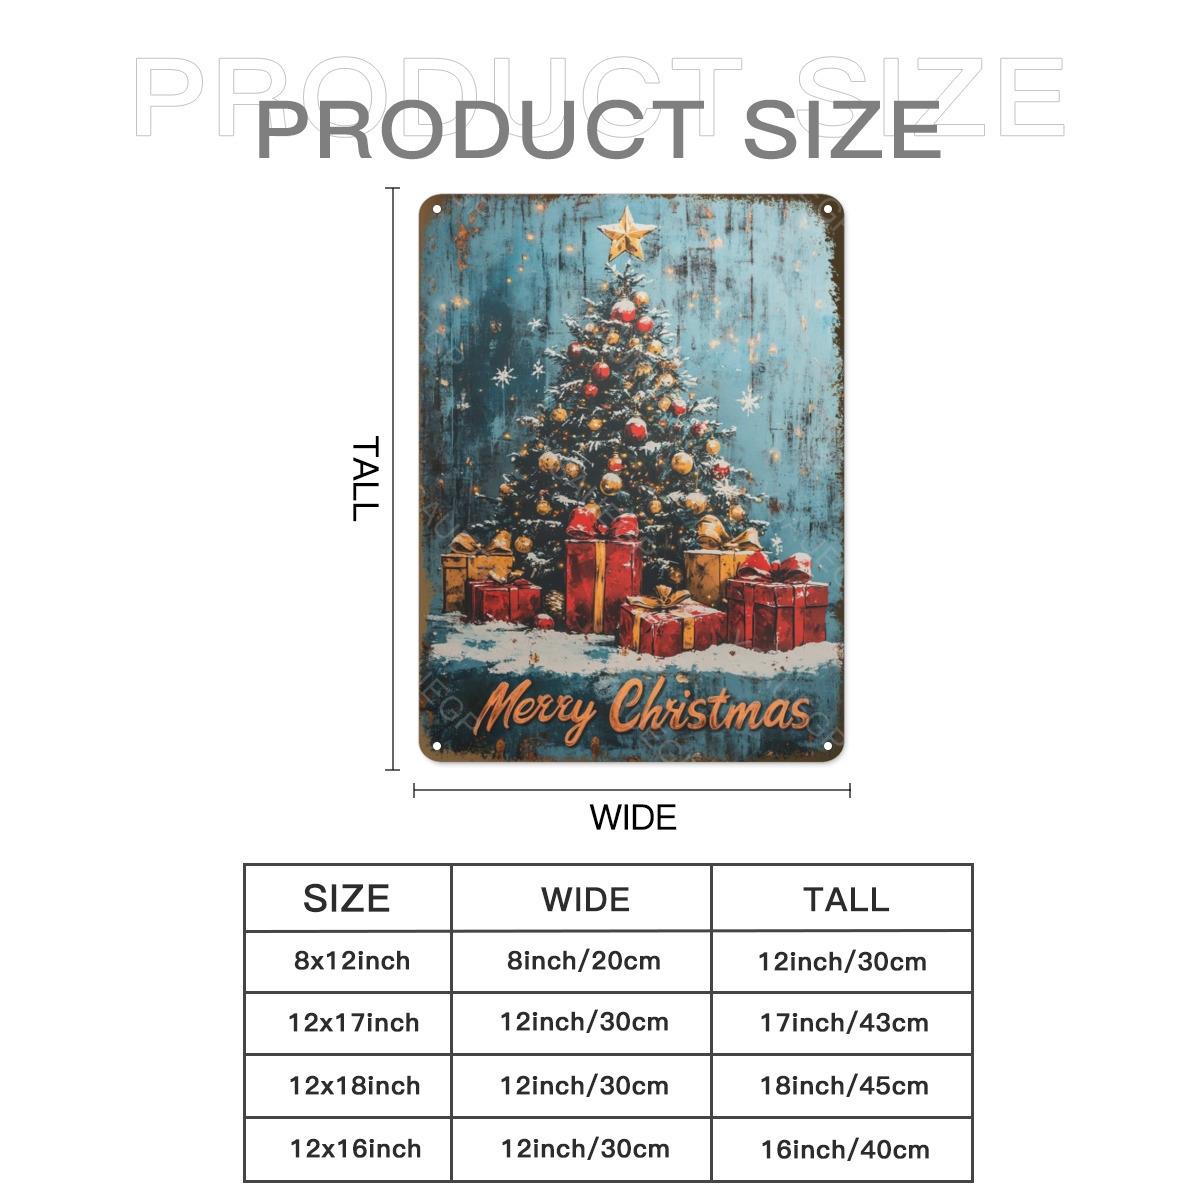 PRODUCT SIZE
PRODUCT SIZE
TALL
Merry Christmas
WIDE
SIZE WIDE TALL
8x12inch 8inch/20cm 12inch/30cm
12x17inch 12inch/30cm 17inch/43cm
12x18inch 12inch/30cm 18inch/45cm
12x16inch 12inch/30cm 16inch/40cm